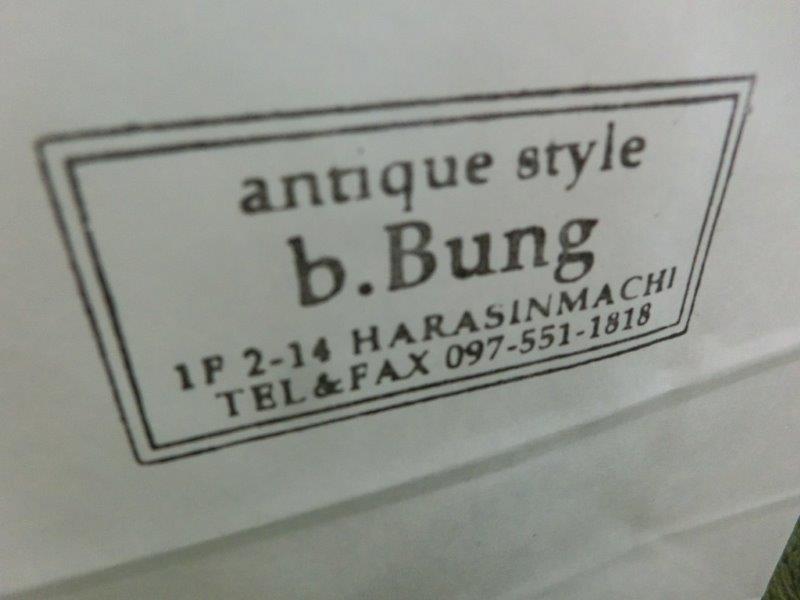 antique style
b.Bung
1F 2-14 HARASINMACHI
TEL&FAX 097-551-1818